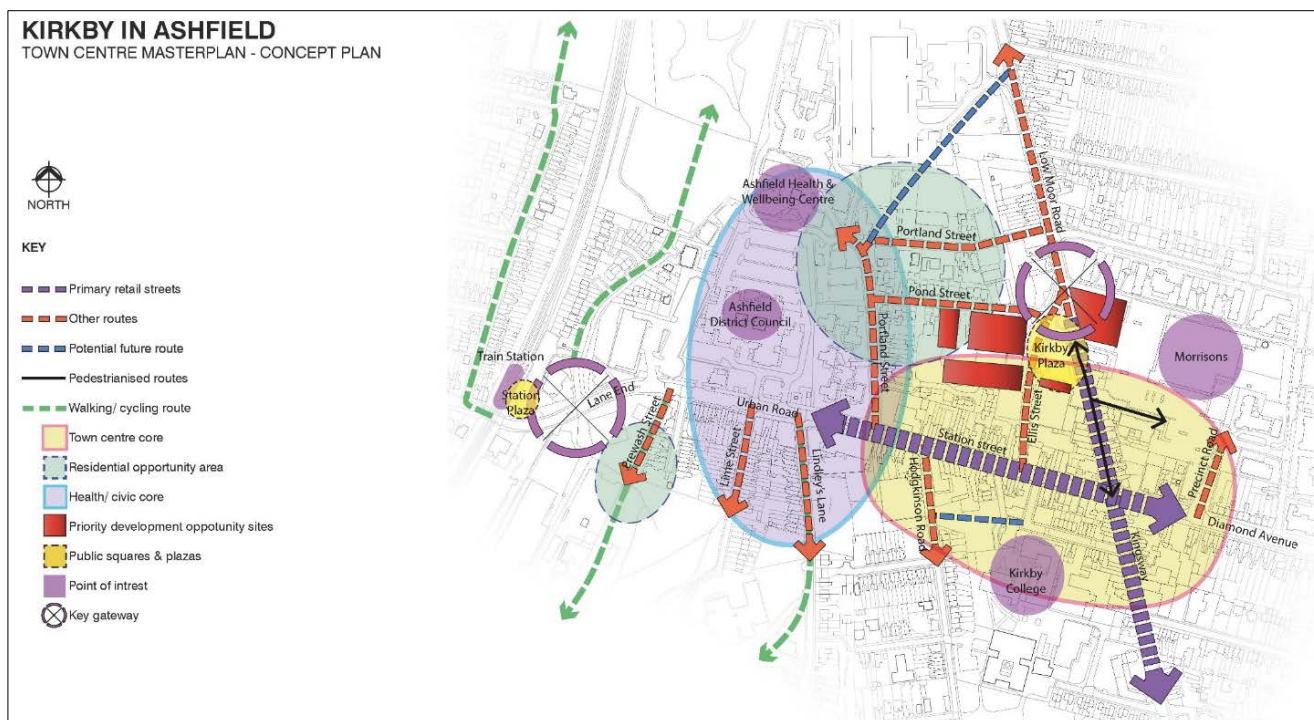 KIRKBY IN ASHFIELD
TOWN CENTRE MASTERPLAN - CONCEPT PLAN
NORTH
KEY
Primary retail streets
Other routes
Potential future route
Pedestrianised routes
Walking/ cycling route
Town centre core
Residential opportunity area
Health/ civic core
Priority development oppotunity sites
Public squares & plazas
Point of intrest
Key gateway
Ashfield Health &
Wellbeing Centre
Low Moor Road
Portland Street
Pond Street
Ashfield
District Council
Portland Street
Kirkby
Plaza
Morrisons
Train Station
Station
Plaza
Lane End
Prewash Street
Urban Road
Lime Street
Lindley's Lane
Station street
Ellis Street
Hodgkinson Road
Precinct Road
Diamond Avenue
Kingsway
Kirkby
College